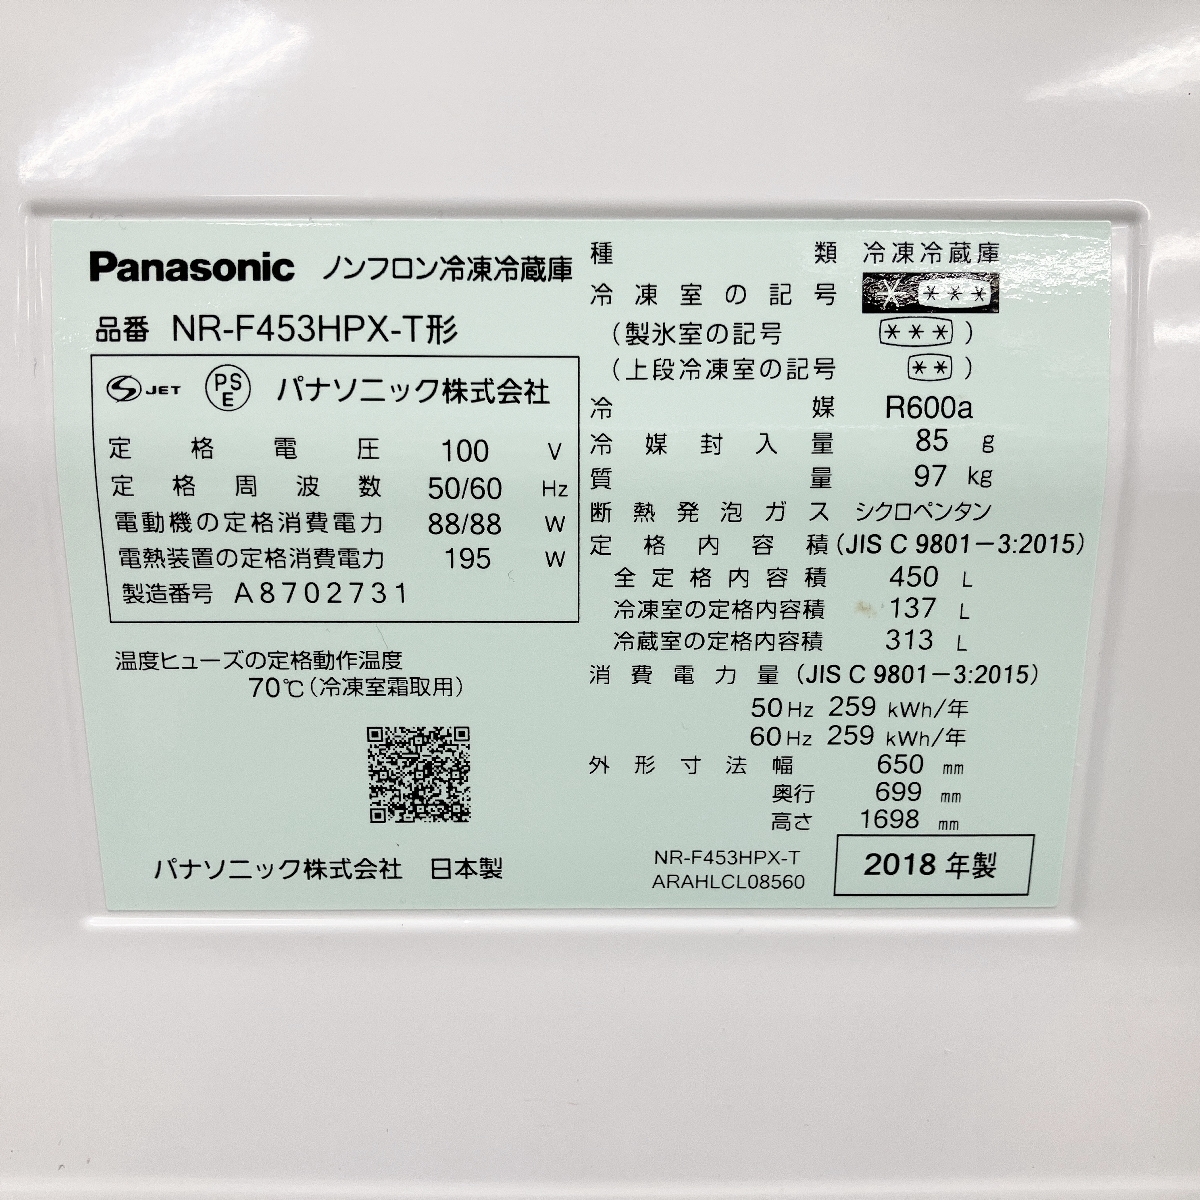 Panasonic ノンフロン冷凍冷蔵庫
品番 NR-F453HPX-T形
S JET PSE パナソニック株式会社
定格電圧 100 V
定格周波数 50/60 Hz
電動機の定格消費電力 88/88 W
電熱装置の定格消費電力 195 W
製造番号 A8702731
温度ヒューズの定格動作温度
70℃(冷凍室霜取用)
パナソニック株式会社 日本製
種類 冷凍冷蔵庫
冷凍室の記号 * ***
(製氷室の記号 ***)
(上段冷凍室の記号 **)
冷媒 R600a
冷媒封入量 85 g
質量 97 kg
断熱発泡ガス シクロペンタン
定格内容積 (JIS C 9801-3:2015)
全定格内容積 450 L
冷凍室の定格内容積 137 L
冷蔵室の定格内容積 313 L
消費電力量 (JIS C 9801-3:2015)
50Hz 259 kWh/年
60Hz 259 kWh/年
外形寸法幅 650 mm
奥行 699 mm
高さ 1698 mm
NR-F453HPX-T
ARAHLCL08560
2018年製